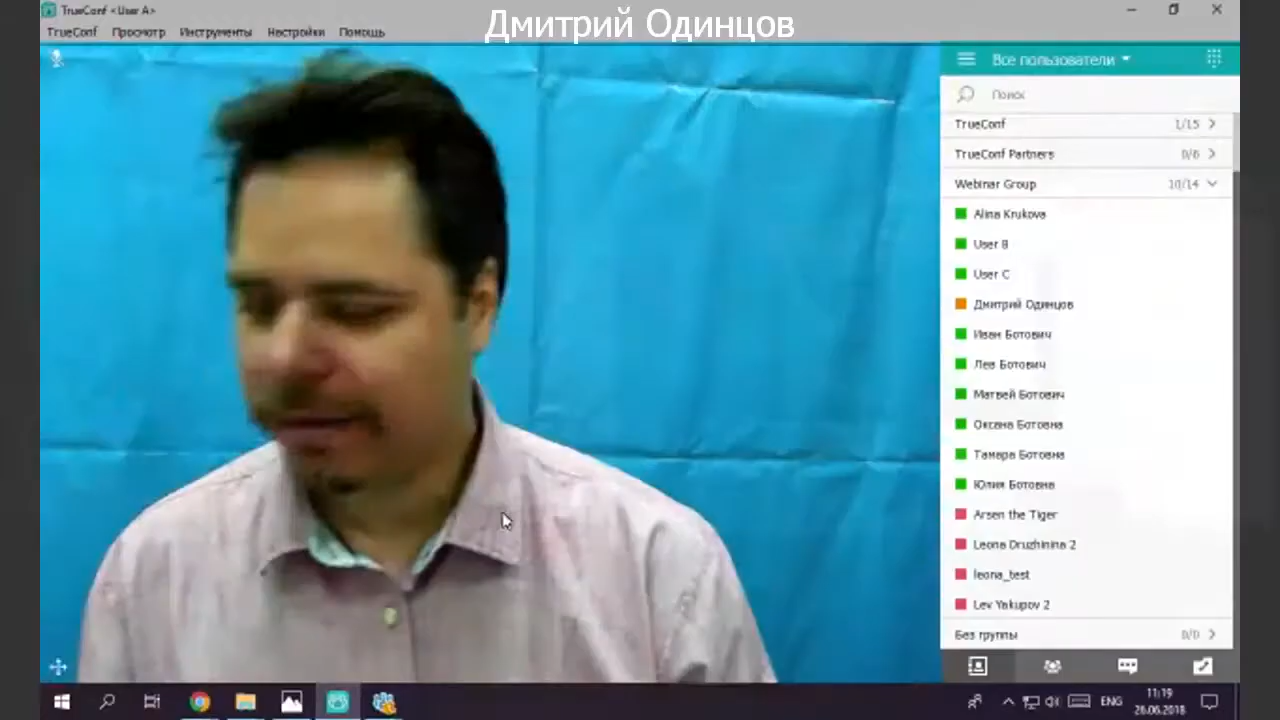 TrueConf <User A>
Дмитрий Одинцов
TrueConf Просмотр Инструменты Настройки Помощь
Все пользователи
Поиск
TrueConf 1/15
TrueConf Partners 0/6
Webinar Group 10/14
Alina Krukova
User B
User C
Дмитрий Одинцов
Иван Ботович
Лев Ботович
Матвей Ботович
Оксана Ботовна
Тамара Ботовна
Юлия Ботовна
Arsen the Tiger
Leona Druzhinina 2
leona_test
Lev Yakupov 2
Без группы 0/0
ENG
11:19
26.06.2018